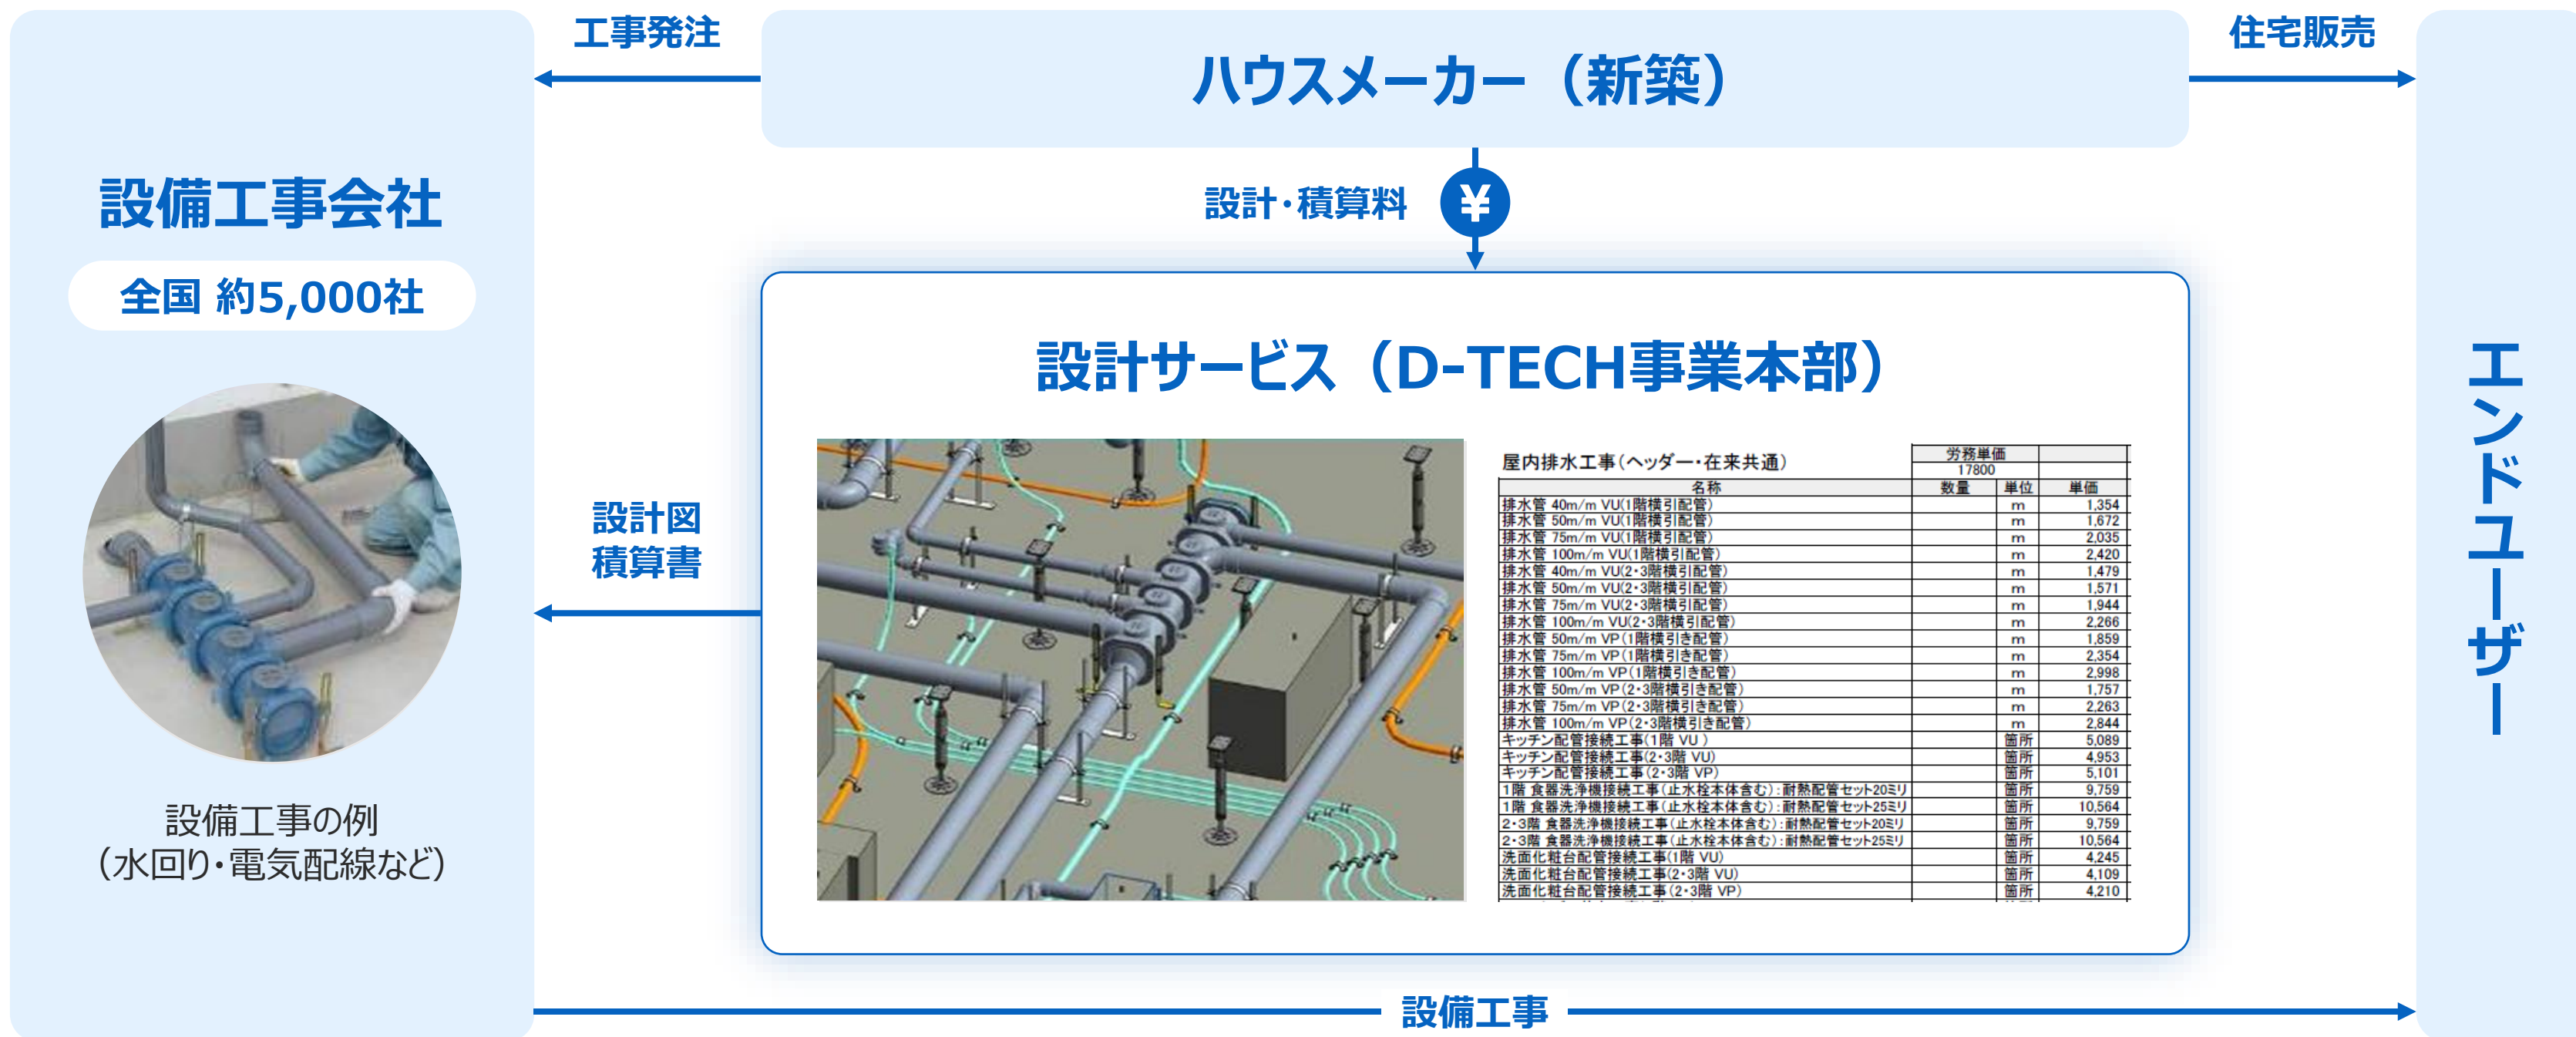 工事発注
ハウスメーカー（新築）
住宅販売
設計･積算料
¥
設備工事会社
全国 約5,000社
設備工事の例
（水回り･電気配線など）
設計図
積算書
設計サービス（D-TECH事業本部）
屋内排水工事（ヘッダー・在来共通）
労務単価
17800
名称 数量 単位 単価
排水管 40m/m VU(1階横引配管) m 1,354
排水管 50m/m VU(1階横引配管) m 1,672
排水管 75m/m VU(1階横引配管) m 2,035
排水管 100m/m VU(1階横引配管) m 2,420
排水管 40m/m VU(2・3階横引配管) m 1,479
排水管 50m/m VU(2・3階横引配管) m 1,571
排水管 75m/m VU(2・3階横引配管) m 1,944
排水管 100m/m VU(2・3階横引配管) m 2,266
排水管 50m/m VP(1階横引き配管) m 1,859
排水管 75m/m VP(1階横引き配管) m 2,354
排水管 100m/m VP(1階横引き配管) m 2,998
排水管 50m/m VP(2・3階横引き配管) m 1,757
排水管 75m/m VP(2・3階横引き配管) m 2,263
排水管 100m/m VP(2・3階横引き配管) m 2,844
キッチン配管接続工事(1階 VU ) 箇所 5,089
キッチン配管接続工事(2・3階 VU) 箇所 4,953
キッチン配管接続工事(2・3階 VP) 箇所 5,101
1階 食器洗浄機接続工事(止水栓本体含む):耐熱配管セット20ミリ 箇所 9,759
1階 食器洗浄機接続工事(止水栓本体含む):耐熱配管セット25ミリ 箇所 10,564
2・3階 食器洗浄機接続工事(止水栓本体含む):耐熱配管セット20ミリ 箇所 9,759
2・3階 食器洗浄機接続工事(止水栓本体含む):耐熱配管セット25ミリ 箇所 10,564
洗面化粧台配管接続工事(1階 VU) 箇所 4,245
洗面化粧台配管接続工事(2・3階 VU) 箇所 4,109
洗面化粧台配管接続工事(2・3階 VP) 箇所 4,210
エンドユーザー
設備工事